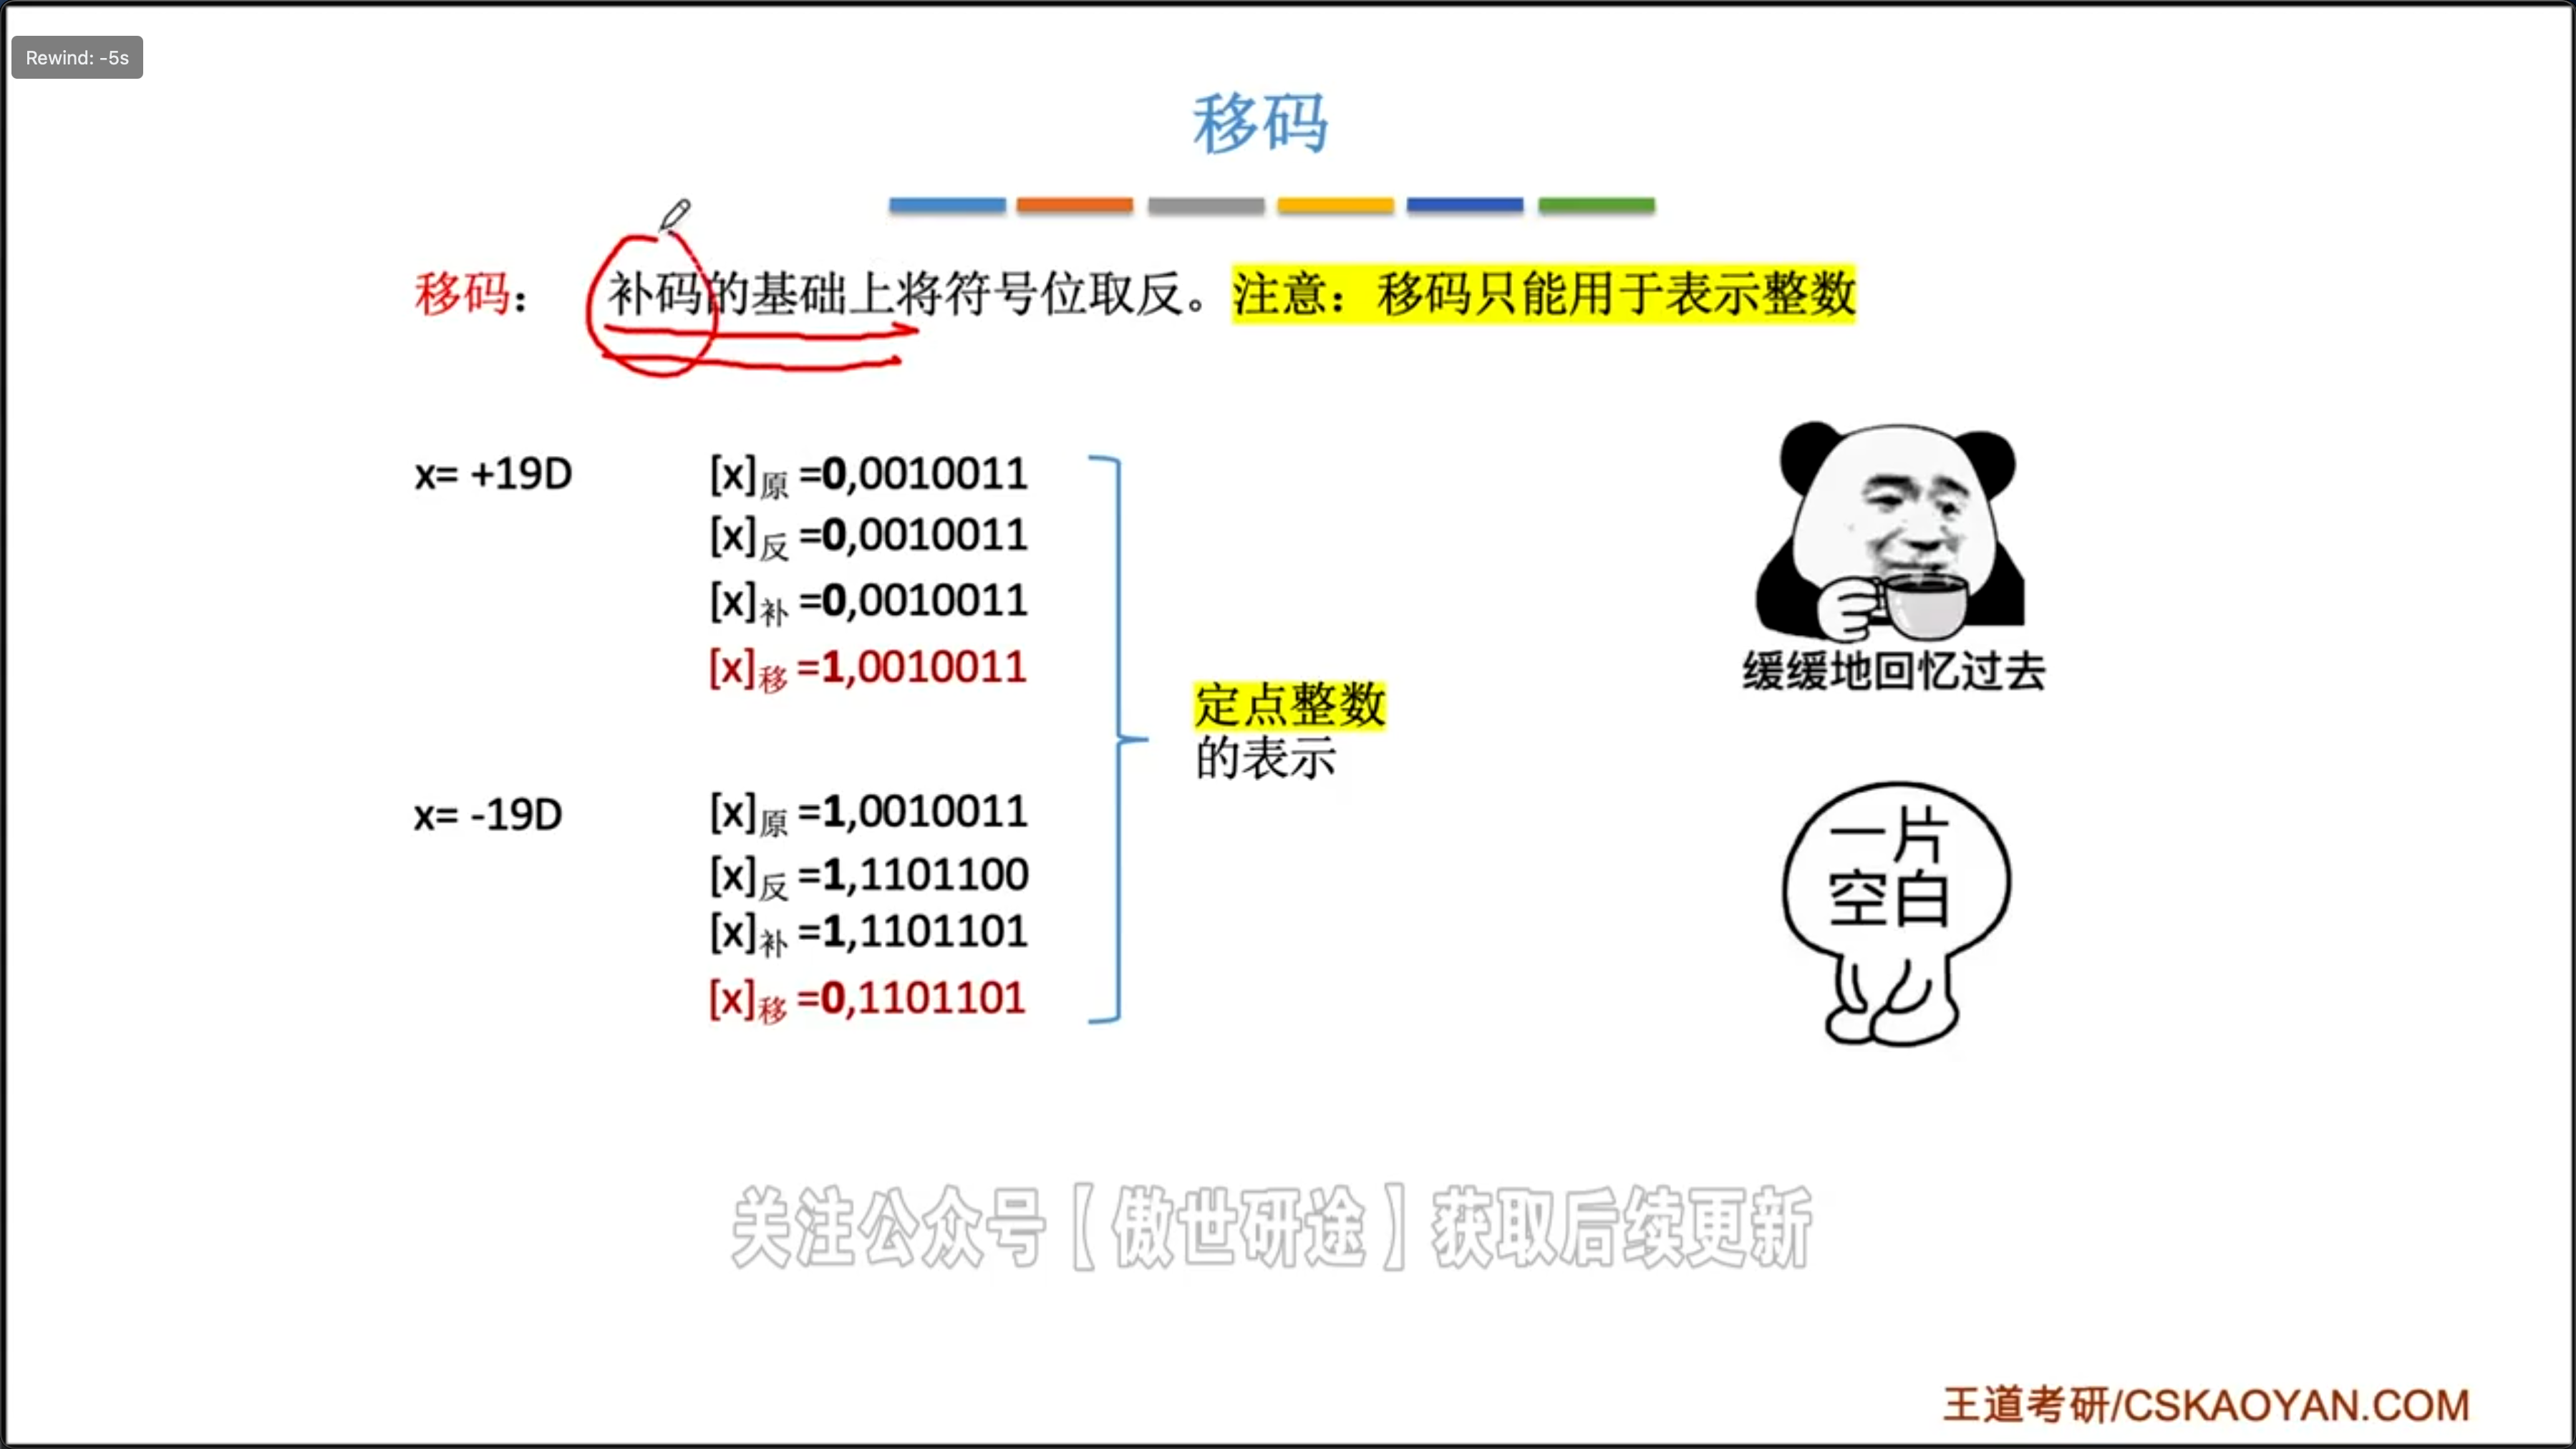 Rewind: -5s
移码
移码： 补码的基础上将符号位取反。注意：移码只能用于表示整数
x= +19D
[x]原 =0,0010011
[x]反 =0,0010011
[x]补 =0,0010011
[x]移 =1,0010011
x= -19D
[x]原 =1,0010011
[x]反 =1,1101100
[x]补 =1,1101101
[x]移 =0,1101101
定点整数
的表示
缓缓地回忆过去
一片
空白
关注公众号【傲世研途】获取后续更新
王道考研/CSKAOYAN.COM